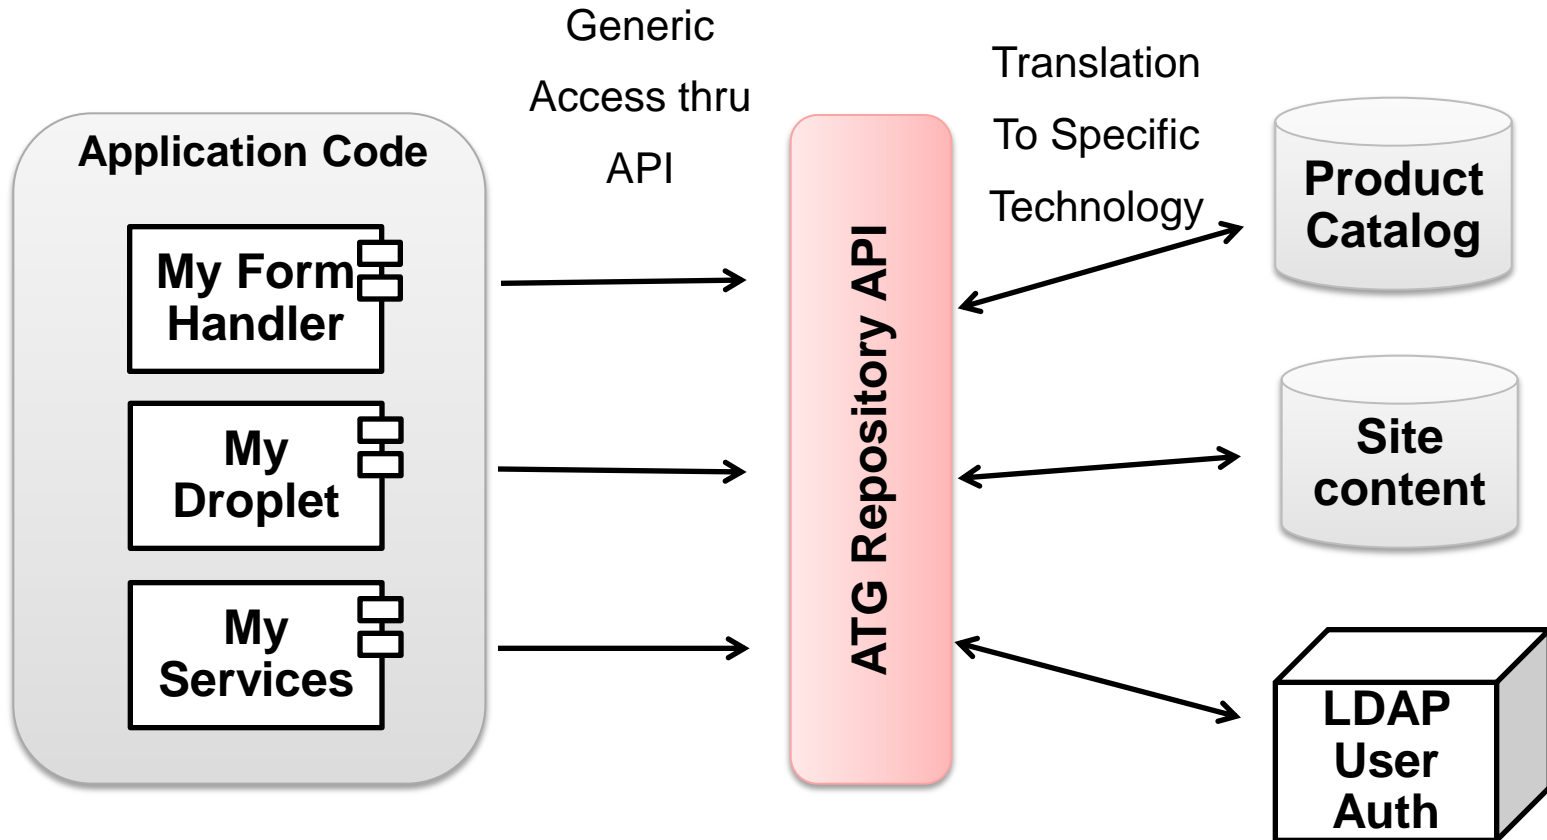 Generic
Access thru
API
Translation
To Specific
Technology
Application Code
My Form
Handler
My
Droplet
My
Services
ATG Repository API
Product
Catalog
Site
content
LDAP
User
Auth